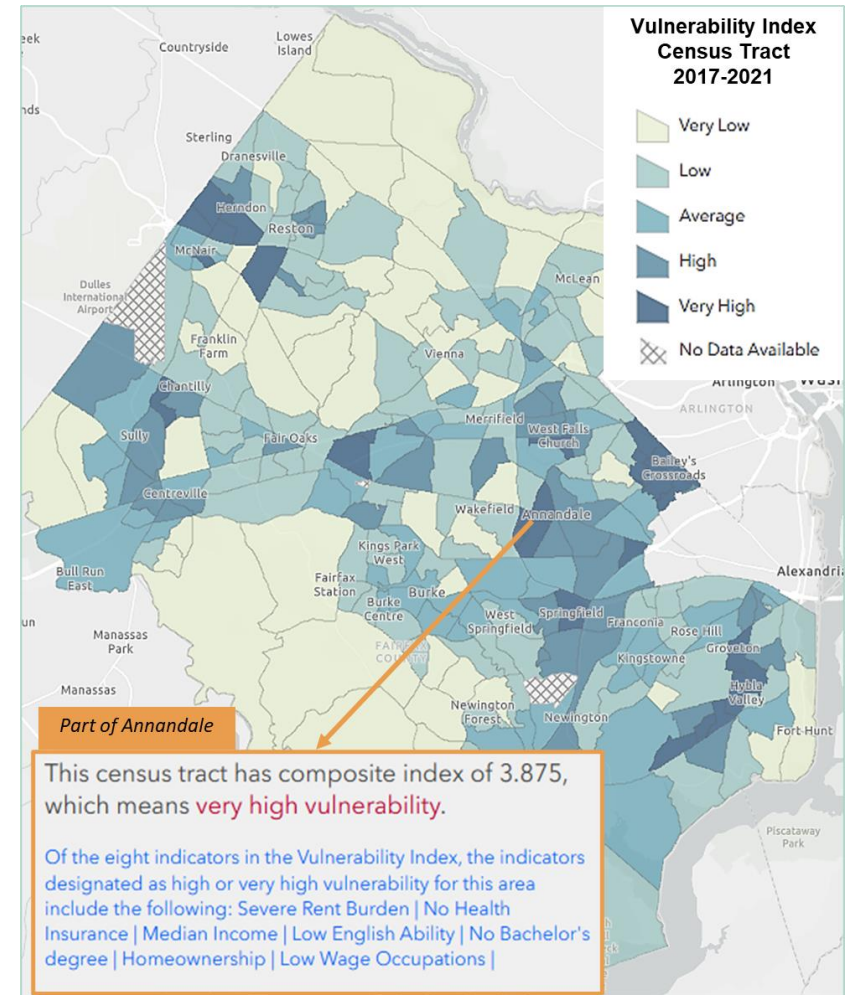 Vulnerability Index
Census Tract
2017-2021
Very Low
Low
Average
High
Very High
No Data Available
Countryside
Lowes
Island
Sterling
Dranesville
Herndon
Reston
McNair
McLean
Dulles
International
Airport
Franklin
Farm
Vienna
Chantilly
Arlington
ARLINGTON
Merrifield
West Falls
Church
Sully
Fair Oaks
Bailey's
Crossroads
Centreville
Wakefield
Annandale
Kings Park
West
Bull Run
East
Fairfax
Station
Burke
Burke
Centre
Alexandri
West
Springfield
Springfield
Franconia
Rose Hill
Manassas
Park
Groveton
Kingstowne
Manassas
Hybla
Valley
Newington
Forest
Newington
Fort Hunt
Piscataway
Park
Part of Annandale
This census tract has composite index of 3.875,
which means very high vulnerability.
Of the eight indicators in the Vulnerability Index, the indicators
designated as high or very high vulnerability for this area
include the following: Severe Rent Burden | No Health
Insurance | Median Income | Low English Ability | No Bachelor's
degree | Homeownership | Low Wage Occupations |